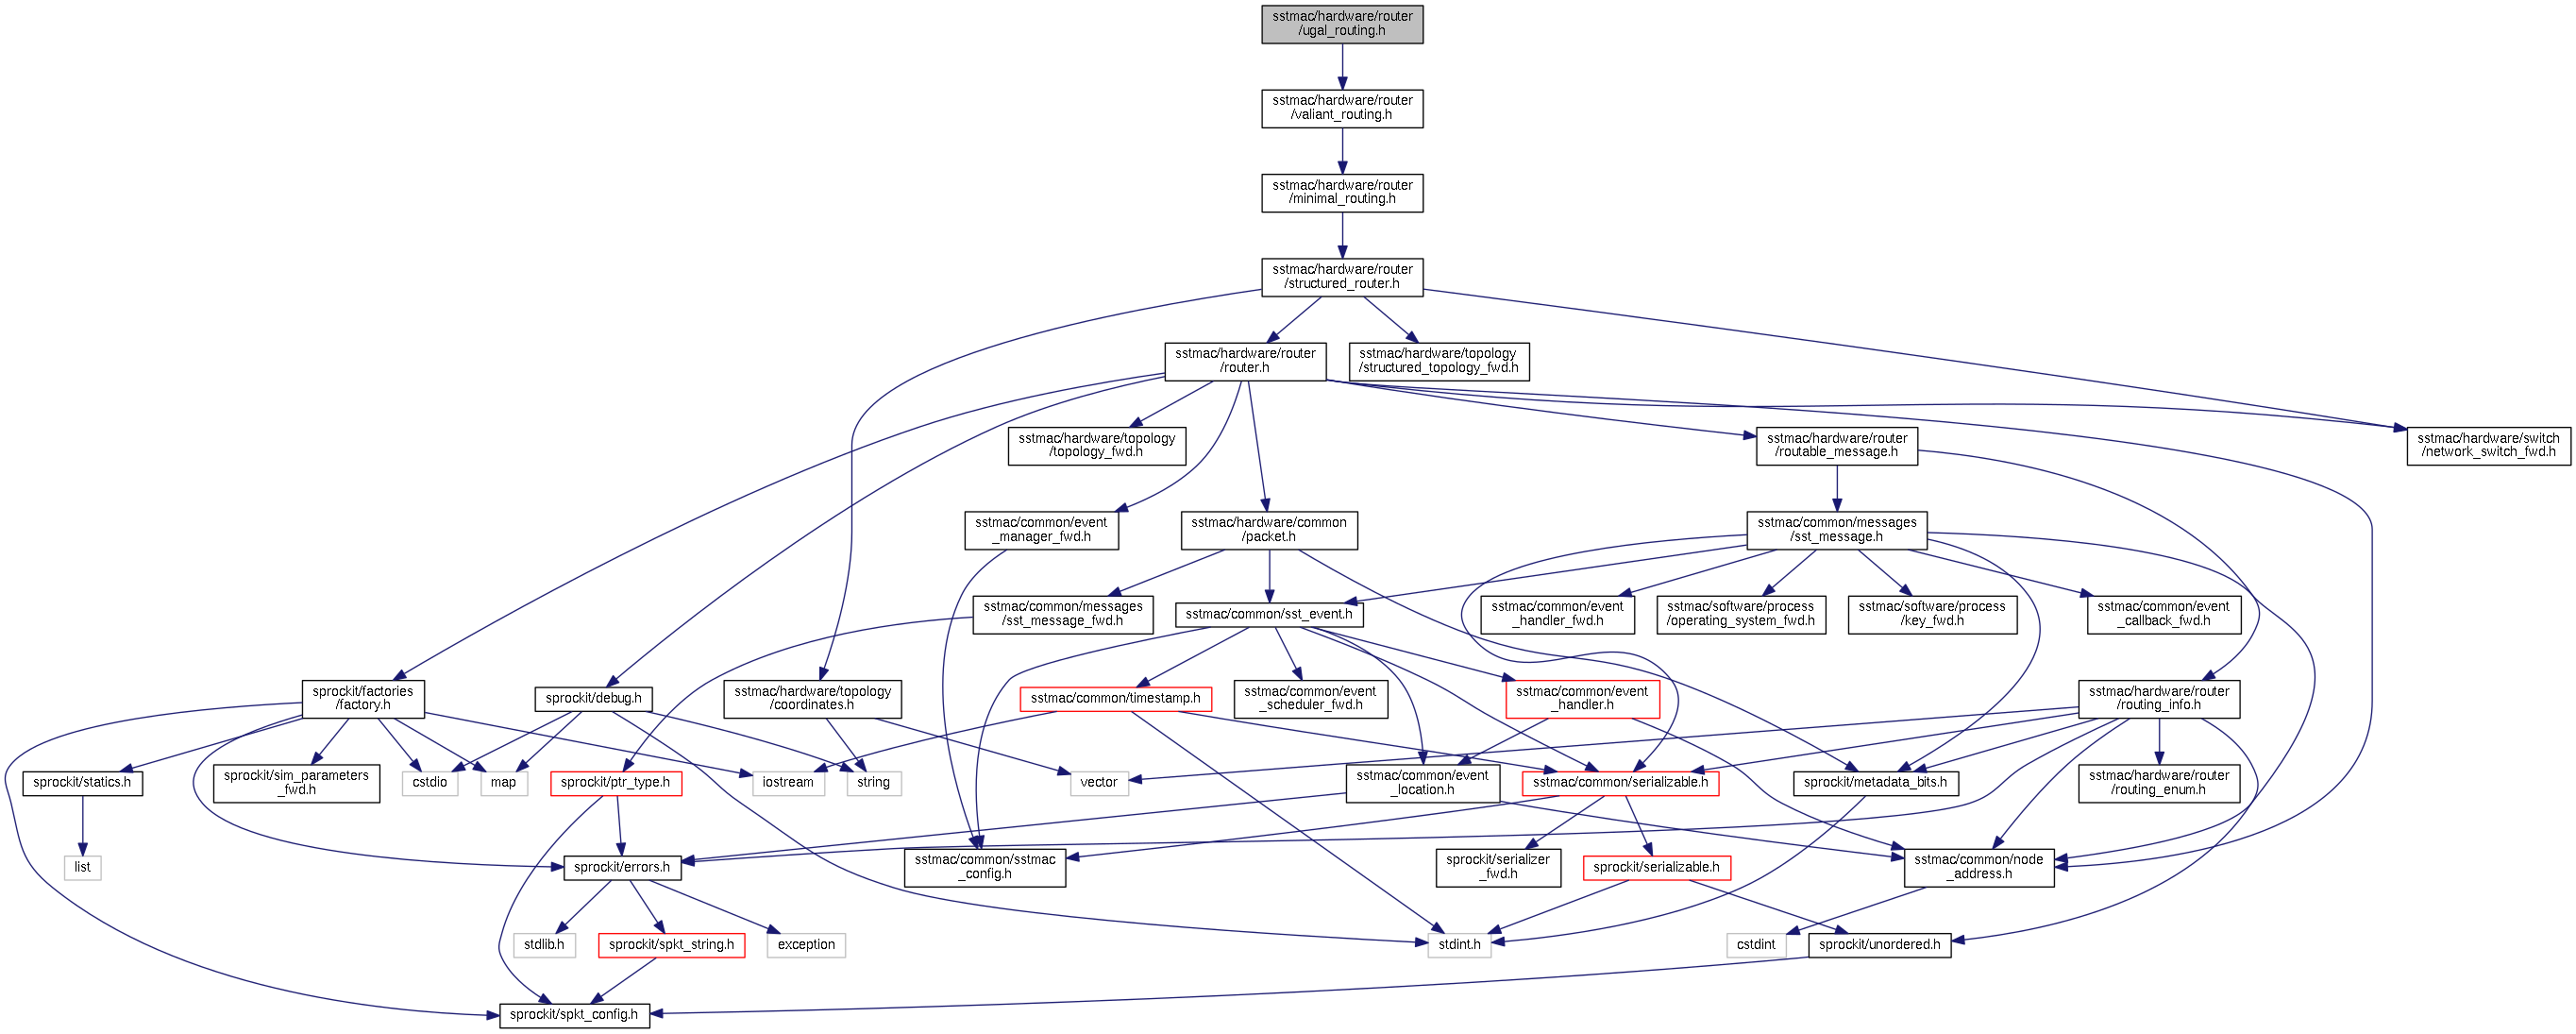 sstmac/hardware/router
/ugal_routing.h
sstmac/hardware/router
/valiant_routing.h
sstmac/hardware/router
/minimal_routing.h
sstmac/hardware/router
/structured_router.h
sstmac/hardware/router
/router.h
sstmac/hardware/topology
/structured_topology_fwd.h
sstmac/hardware/topology
/topology_fwd.h
sstmac/hardware/router
/routable_message.h
sstmac/hardware/switch
/network_switch_fwd.h
sstmac/common/event
_manager_fwd.h
sstmac/hardware/common
/packet.h
sstmac/common/messages
/sst_message.h
sstmac/common/messages
/sst_message_fwd.h
sstmac/common/sst_event.h
sstmac/common/event
_handler_fwd.h
sstmac/software/process
/operating_system_fwd.h
sstmac/software/process
/key_fwd.h
sstmac/common/event
_callback_fwd.h
sprockit/factories
/factory.h
sprockit/debug.h
sstmac/hardware/topology
/coordinates.h
sstmac/common/timestamp.h
sstmac/common/event
_scheduler_fwd.h
sstmac/common/event
_handler.h
sstmac/hardware/router
/routing_info.h
sprockit/statics.h
sprockit/sim_parameters
_fwd.h
cstdio
map
sprockit/ptr_type.h
iostream
string
vector
sstmac/common/event
_location.h
sstmac/common/serializable.h
sprockit/metadata_bits.h
sstmac/hardware/router
/routing_enum.h
list
sprockit/errors.h
sstmac/common/sstmac
_config.h
sprockit/serializer
_fwd.h
sprockit/serializable.h
sstmac/common/node
_address.h
stdlib.h
sprockit/spkt_string.h
exception
stdint.h
cstdint
sprockit/unordered.h
sprockit/spkt_config.h